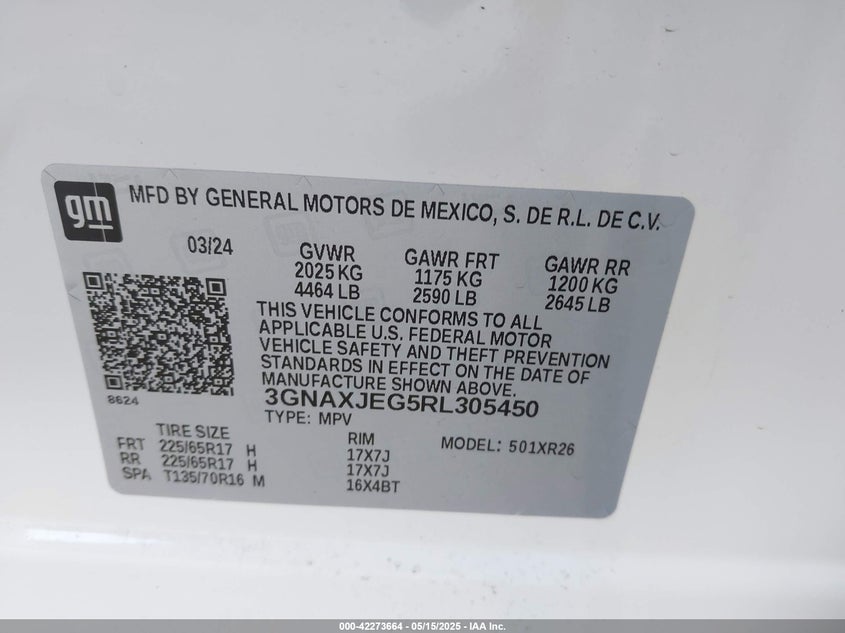 gm
MFD BY GENERAL MOTORS DE MEXICO, S. DE R.L. DE C.V.
03/24
GVWR
2025 KG
4464 LB
GAWR FRT
1175 KG
2590 LB
GAWR RR
1200 KG
2645 LB
THIS VEHICLE CONFORMS TO ALL
APPLICABLE U.S. FEDERAL MOTOR
VEHICLE SAFETY AND THEFT PREVENTION
STANDARDS IN EFFECT ON THE DATE OF
MANUFACTURE SHOWN ABOVE.
8624
3GNAXJEG5RL305450
TYPE: MPV
TIRE SIZE
FRT 225/65R17 H
RR 225/65R17 H
SPA T135/70R16 M
RIM
17X7J
17X7J
16X4BT
MODEL: 501XR26
000-42273664 - 05/15/2025 - IAA Inc.